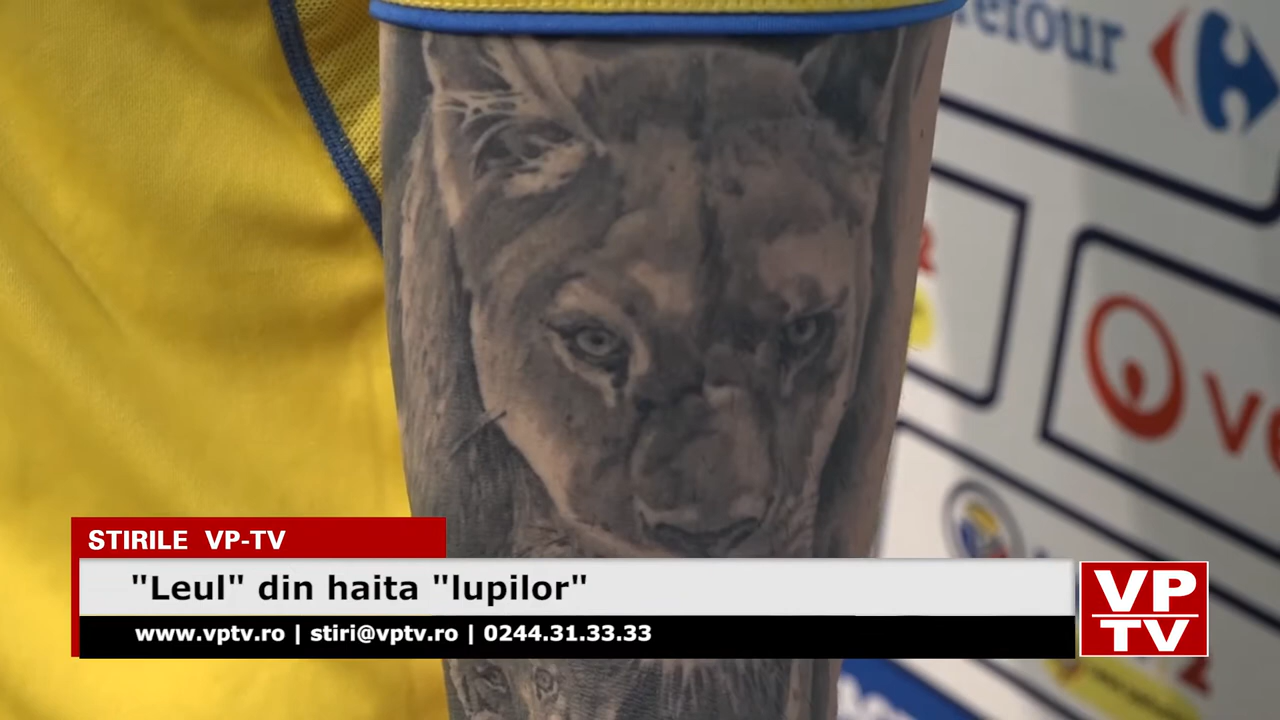 STIRILE VP-TV
"Leul" din haita "lupilor"
www.vptv.ro | stiri@vptv.ro | 0244.31.33.33
VP
TV